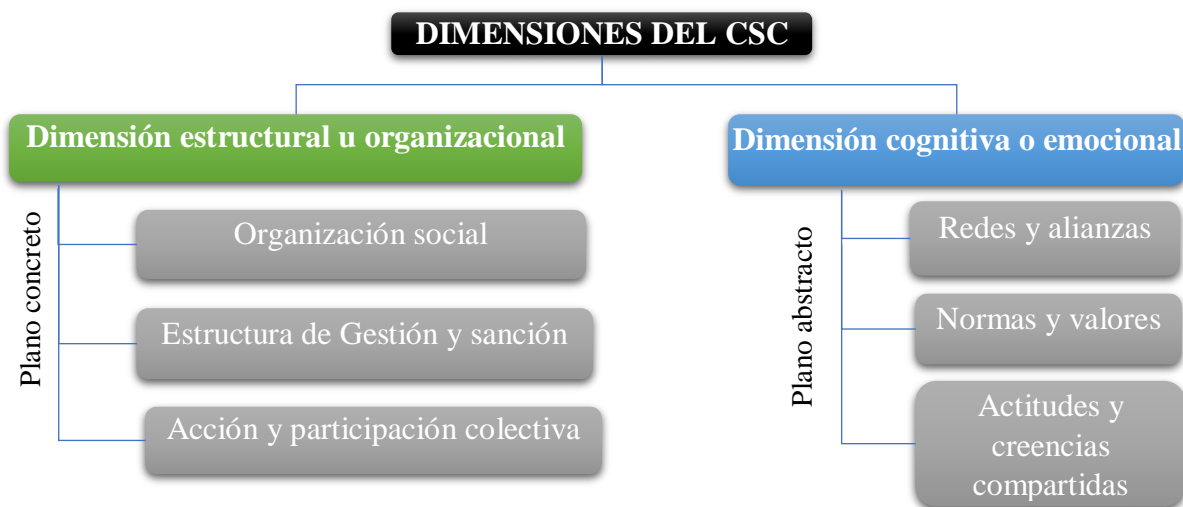 DIMENSIONES DEL CSC
Dimensión estructural u organizacional
Plano concreto
Organización social
Estructura de Gestión y sanción
Acción y participación colectiva
Dimensión cognitiva o emocional
Plano abstracto
Redes y alianzas
Normas y valores
Actitudes y
creencias
compartidas